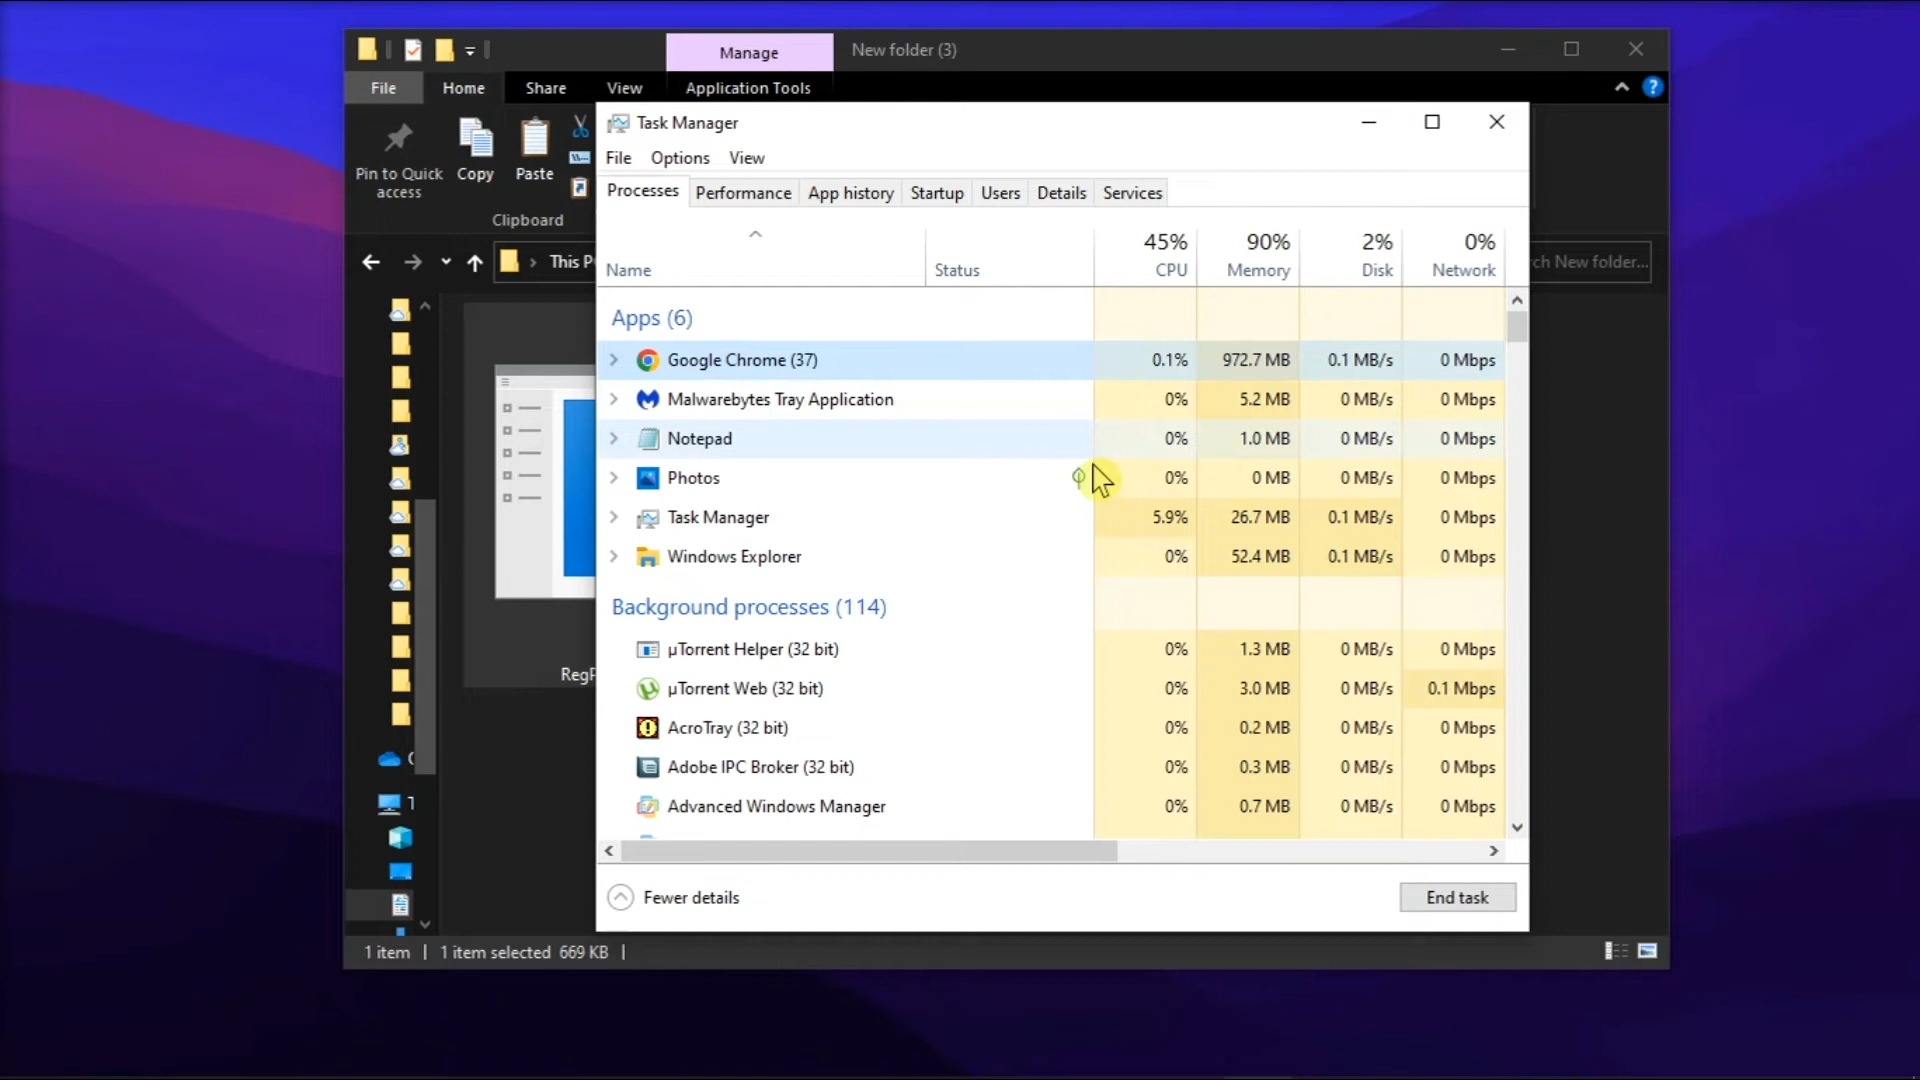 Manage
New folder (3)
File
Home
Share
View
Application Tools
Pin to Quick access
Copy
Paste
Clipboard
This P
ch New folder...
RegP
1 item
1 item selected 669 KB
Task Manager
File Options View
Processes Performance App history Startup Users Details Services
45% 90% 2% 0%
Name Status CPU Memory Disk Network
Apps (6)
Google Chrome (37) 0.1% 972.7 MB 0.1 MB/s 0 Mbps
Malwarebytes Tray Application 0% 5.2 MB 0 MB/s 0 Mbps
Notepad 0% 1.0 MB 0 MB/s 0 Mbps
Photos 0% 0 MB 0 MB/s 0 Mbps
Task Manager 5.9% 26.7 MB 0.1 MB/s 0 Mbps
Windows Explorer 0% 52.4 MB 0.1 MB/s 0 Mbps
Background processes (114)
µTorrent Helper (32 bit) 0% 1.3 MB 0 MB/s 0 Mbps
µTorrent Web (32 bit) 0% 3.0 MB 0 MB/s 0.1 Mbps
AcroTray (32 bit) 0% 0.2 MB 0 MB/s 0 Mbps
Adobe IPC Broker (32 bit) 0% 0.3 MB 0 MB/s 0 Mbps
Advanced Windows Manager 0% 0.7 MB 0 MB/s 0 Mbps
Fewer details
End task